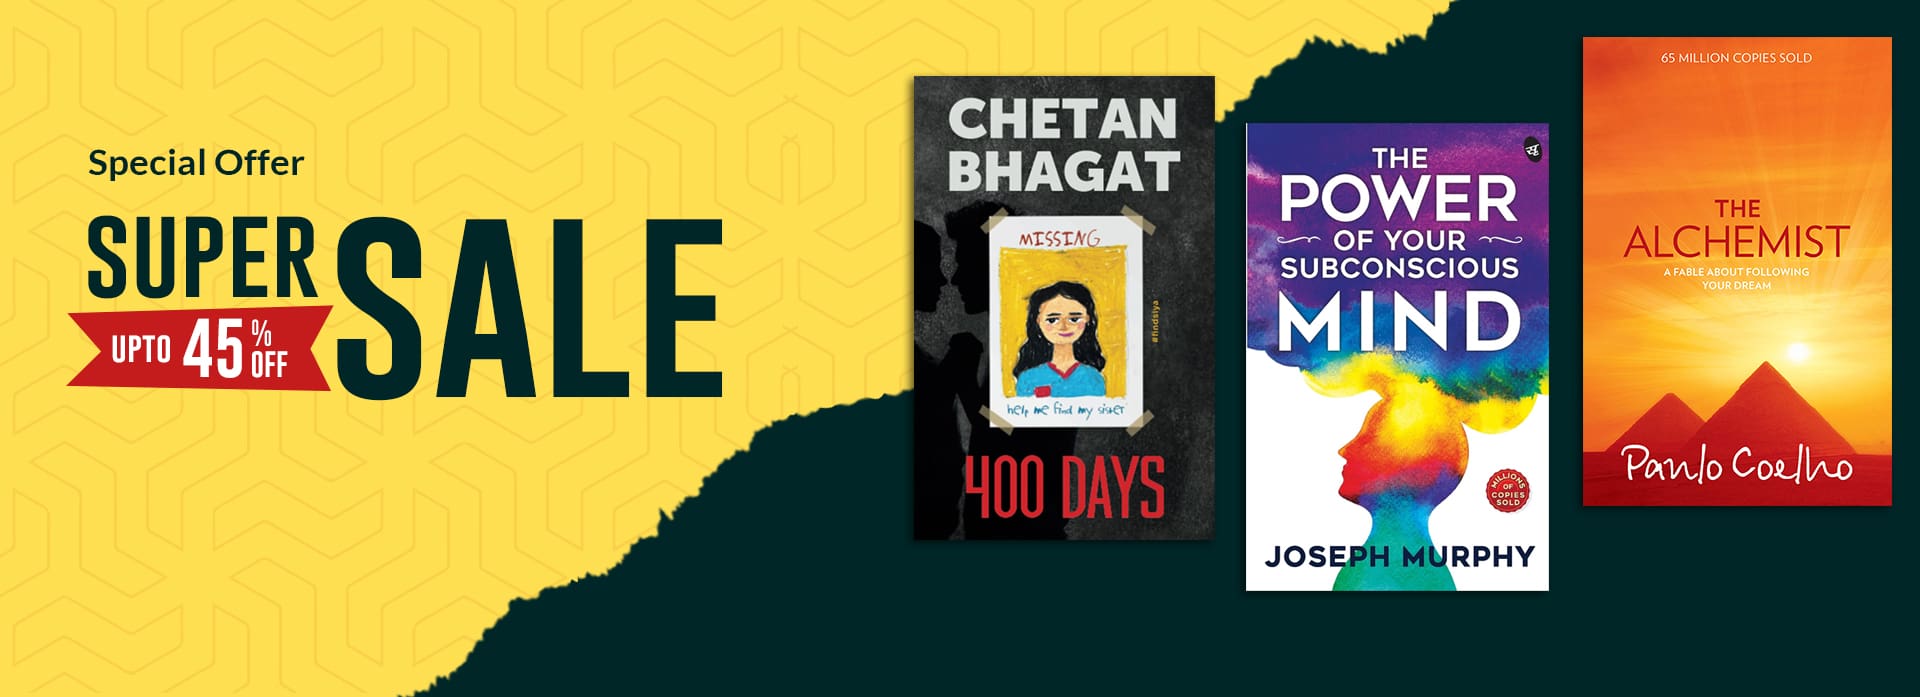 Special Offer
SUPER
SALE
UPTO 45% OFF
CHETAN
BHAGAT
MISSING
#findsiya
help me find my sister
400 DAYS
THE
POWER
OF YOUR
SUBCONSCIOUS
MIND
MILLIONS
OF
COPIES
SOLD
JOSEPH MURPHY
65 MILLION COPIES SOLD
THE
ALCHEMIST
A FABLE ABOUT FOLLOWING
YOUR DREAM
Paulo Coelho